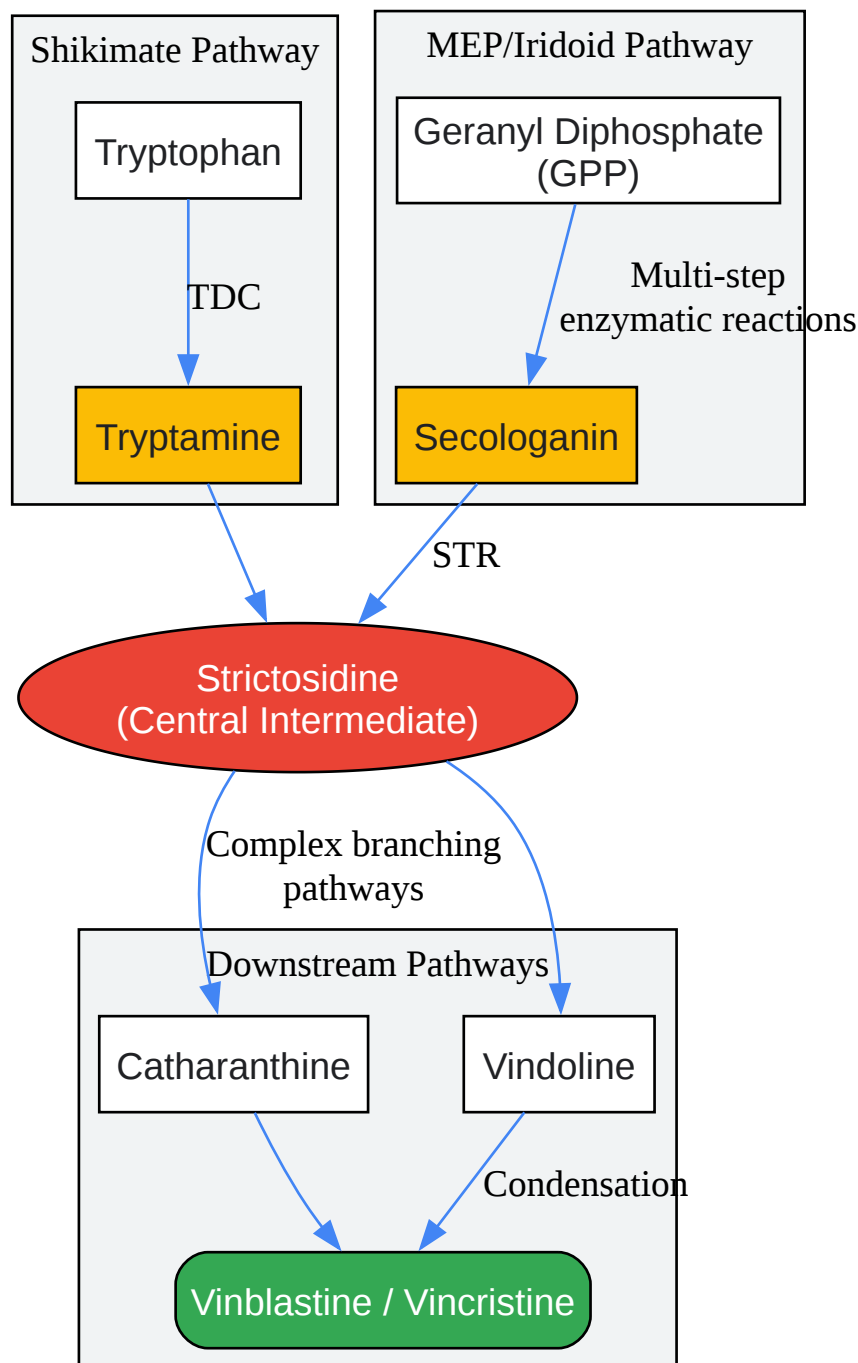 Shikimate Pathway
MEP/Iridoid Pathway
Tryptophan
Geranyl Diphosphate
(GPP)
TDC
Multi-step
enzymatic reactions
Tryptamine
Secologanin
STR
Strictosidine
(Central Intermediate)
Complex branching
pathways
Downstream Pathways
Catharanthine
Vindoline
Condensation
Vinblastine / Vincristine